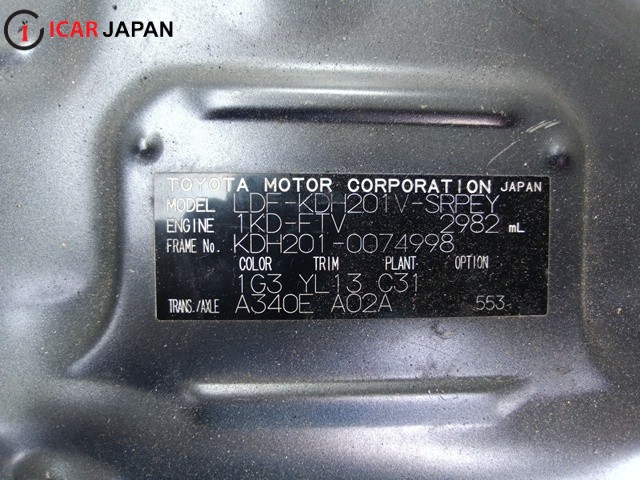 ICAR JAPAN
TOYOTA MOTOR CORPORATION JAPAN
MODEL LDF-KDH201V-SRPEY
ENGINE 1KD-FTV 2982 mL
FRAME No. KDH201-0074998
COLOR TRIM PLANT OPTION
1G3 YL13 C31
TRANS./AXLE A340E A02A 553